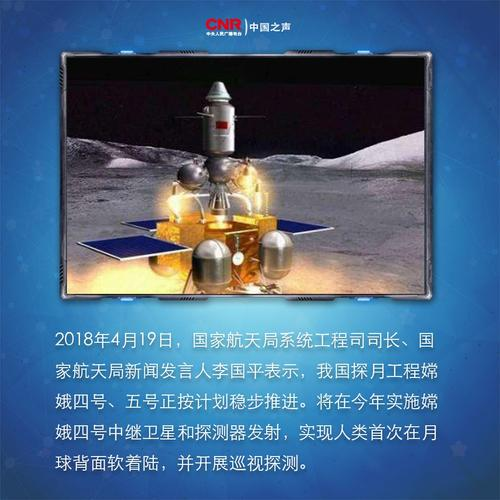 CNR 中国之声
中央人民广播电台
2018年4月19日，国家航天局系统工程司司长、国
家航天局新闻发言人李国平表示，我国探月工程嫦
娥四号、五号正按计划稳步推进。将在今年实施嫦
娥四号中继卫星和探测器发射，实现人类首次在月
球背面软着陆，并开展巡视探测。